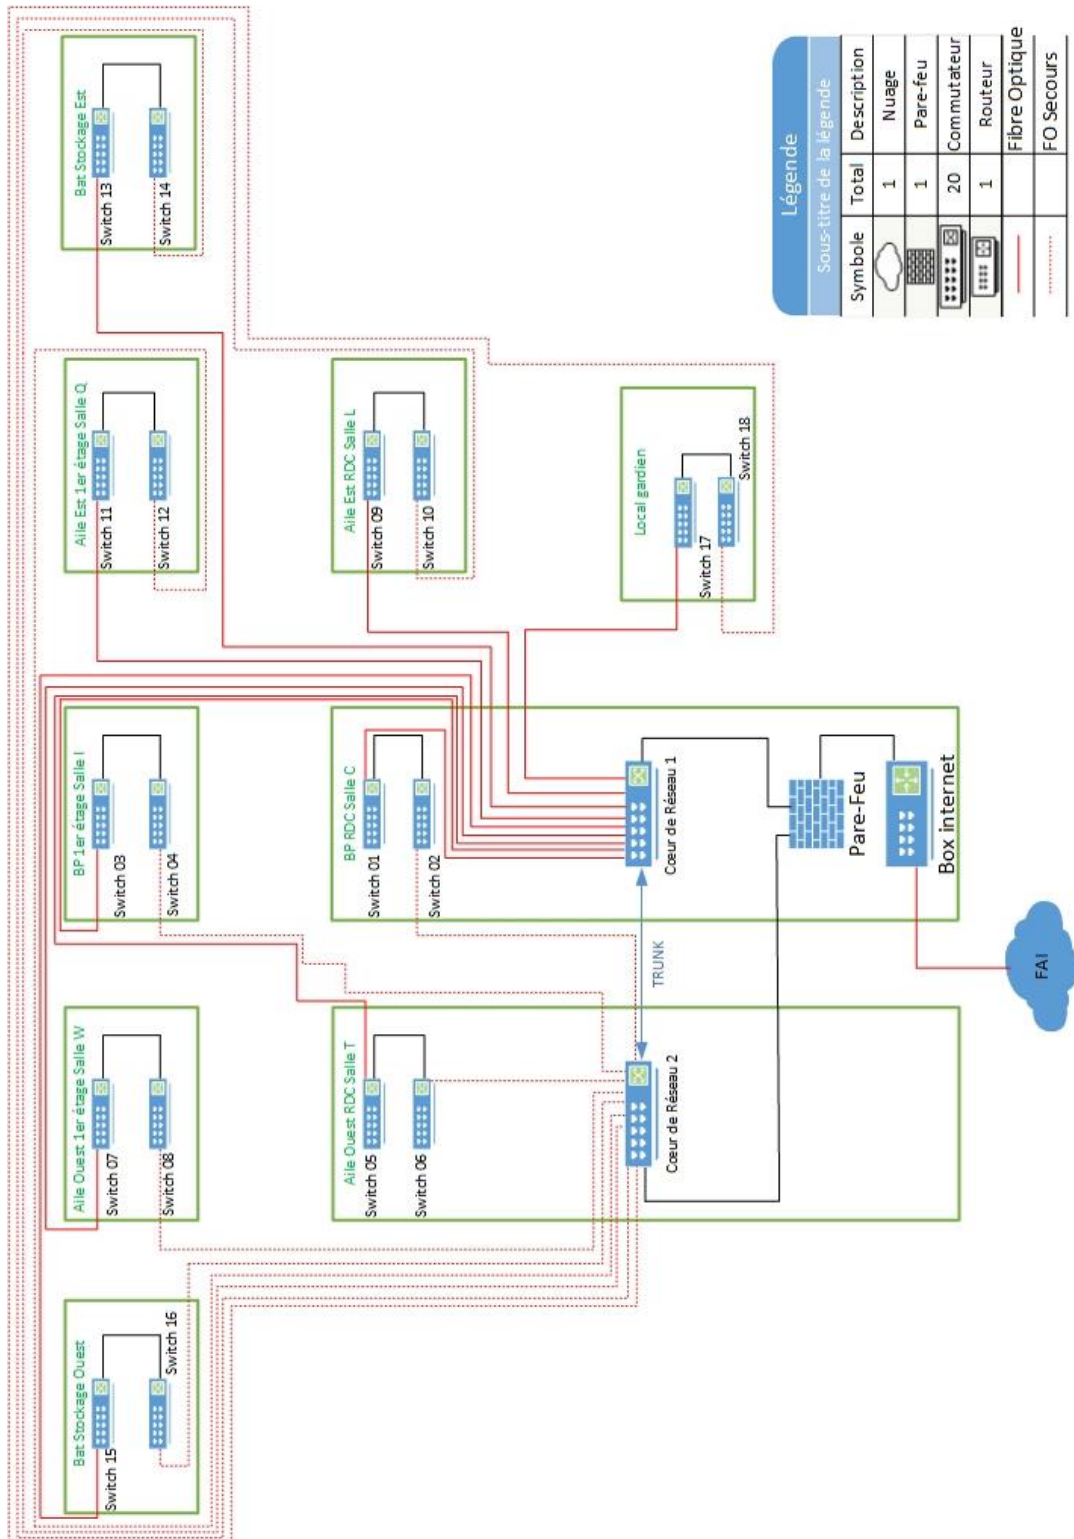 Bat Stockage Ouest
Switch 15
Switch 16
Aile Ouest 1er étage Salle W
Switch 07
Switch 08
BP 1er étage Salle I
Switch 03
Switch 04
Aile Est 1er étage Salle Q
Switch 11
Switch 12
Bat Stockage Est
Switch 13
Switch 14
Aile Ouest RDC Salle T
Switch 05
Switch 06
BP RDC Salle C
Switch 01
Switch 02
Aile Est RDC Salle L
Switch 09
Switch 10
Cœur de Réseau 2
TRUNK
Cœur de Réseau 1
Local gardien
Switch 17
Switch 18
Pare-Feu
Box internet
FAI
Légende
Sous-titre de la légende
Symbole Total Description
1 Nuage
1 Pare-feu
20 Commutateur
1 Routeur
Fibre Optique
FO Secours